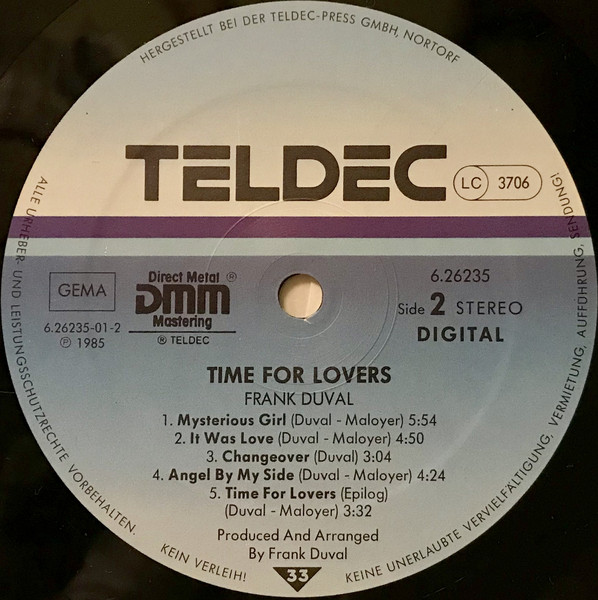 HERGESTELLT BEI DER TELDEC-PRESS GMBH, NORTORF
TELDEC
LC 3706
GEMA
Direct Metal ®
DMM
Mastering
® TELDEC
6.26235-01-2
Ⓟ 1985
6.26235
Side 2 STEREO
DIGITAL
TIME FOR LOVERS
FRANK DUVAL
1. Mysterious Girl (Duval - Maloyer) 5:54
2. It Was Love (Duval - Maloyer) 4:50
3. Changeover (Duval) 3:04
4. Angel By My Side (Duval - Maloyer) 4:24
5. Time For Lovers (Epilog)
(Duval - Maloyer) 3:32
Produced And Arranged
By Frank Duval
33
ALLE URHEBER- UND LEISTUNGSSCHUTZRECHTE VORBEHALTEN. KEIN VERLEIH! KEINE UNERLAUBTE VERVIELFÄLTIGUNG, VERMIETUNG, AUFFÜHRUNG, SENDUNG!